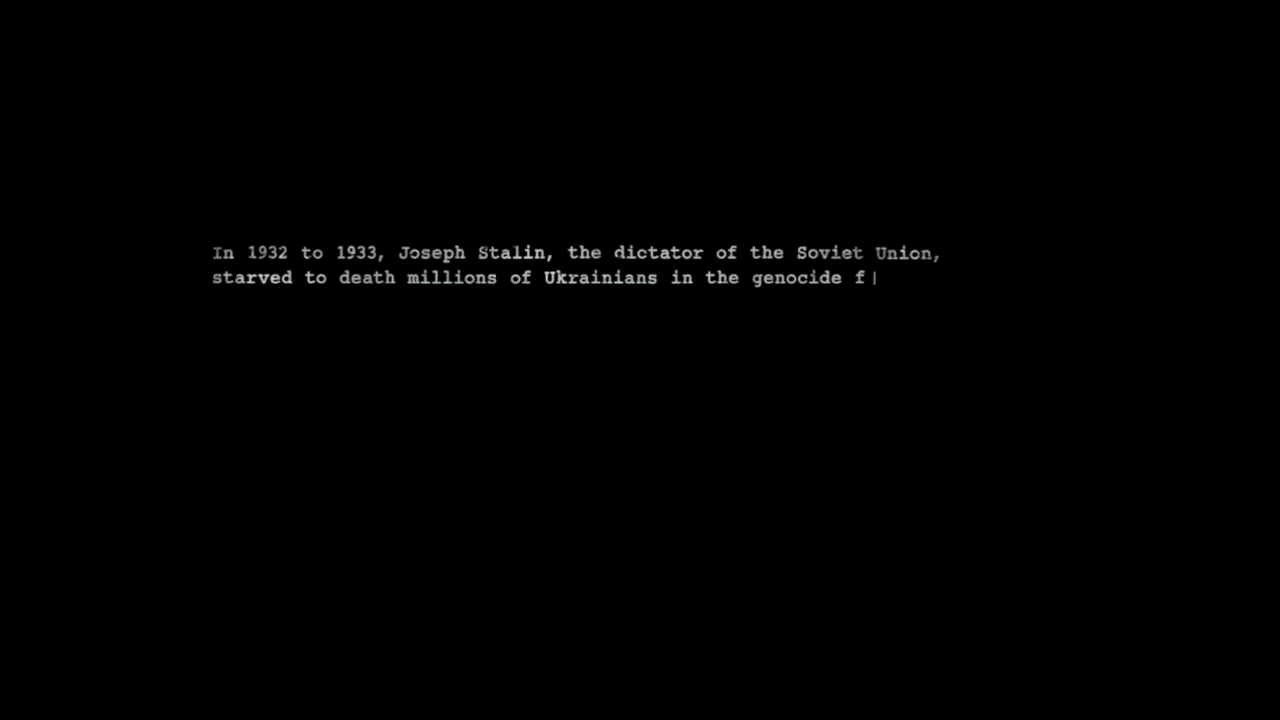 In 1932 to 1933, Joseph Stalin, the dictator of the Soviet Union,
starved to death millions of Ukrainians in the genocide f